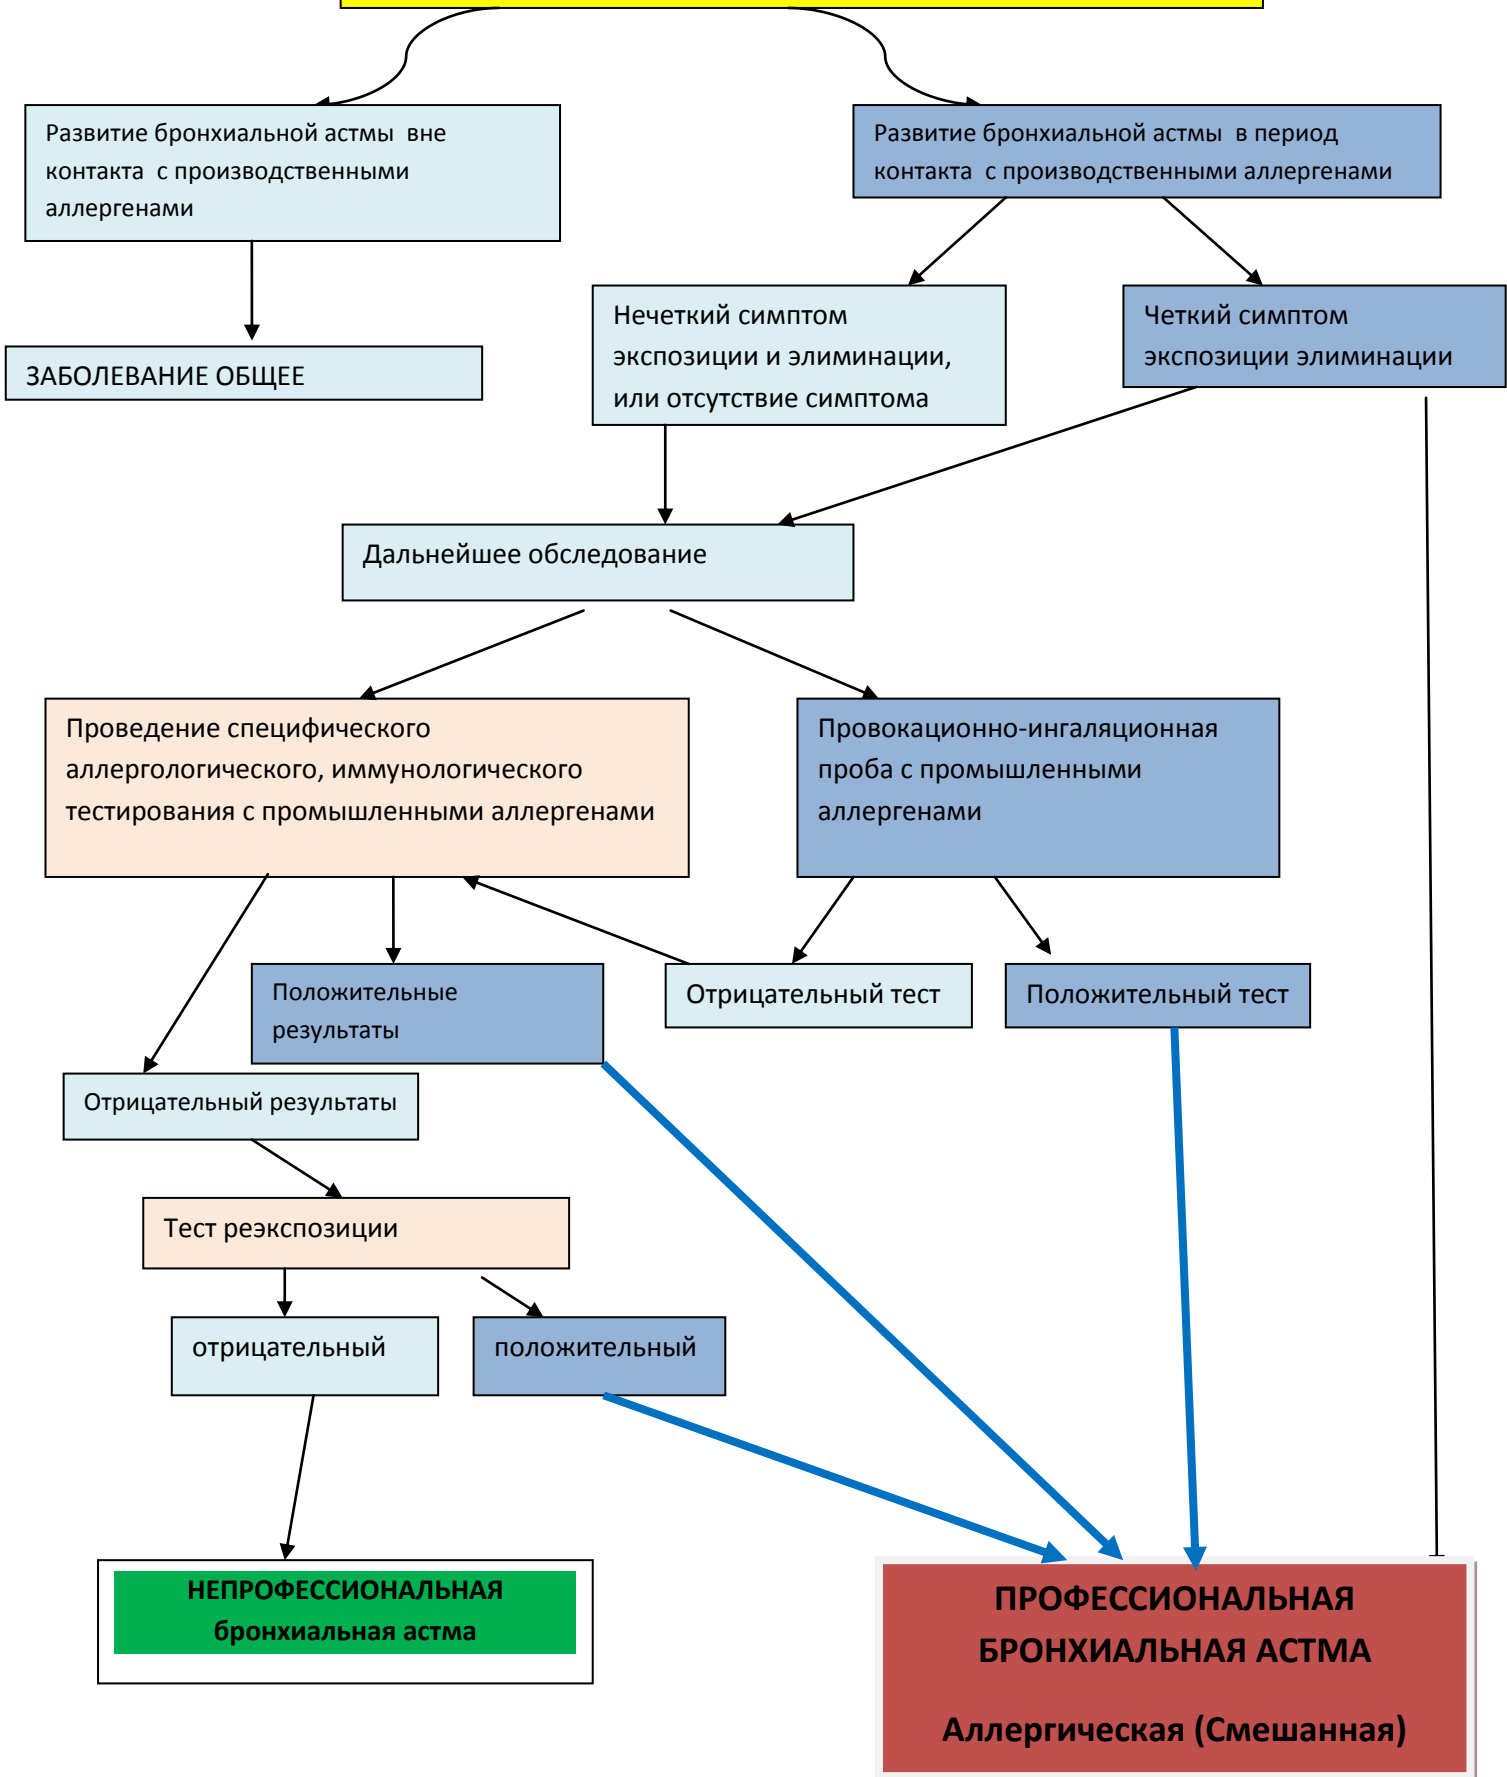 Развитие бронхиальной астмы вне
контакта с производственными
аллергенами
Развитие бронхиальной астмы в период
контакта с производственными аллергенами
Нечеткий симптом
экспозиции и элиминации,
или отсутствие симптома
Четкий симптом
экспозиции элиминации
ЗАБОЛЕВАНИЕ ОБЩЕЕ
Дальнейшее обследование
Проведение специфического
аллергологического, иммунологического
тестирования с промышленными аллергенами
Провокационно-ингаляционная
проба с промышленными
аллергенами
Положительные
результаты
Отрицательный тест
Положительный тест
Отрицательный результаты
Тест реэкспозиции
отрицательный
положительный
НЕПРОФЕССИОНАЛЬНАЯ
бронхиальная астма
ПРОФЕССИОНАЛЬНАЯ
БРОНХИАЛЬНАЯ АСТМА
Аллергическая (Смешанная)